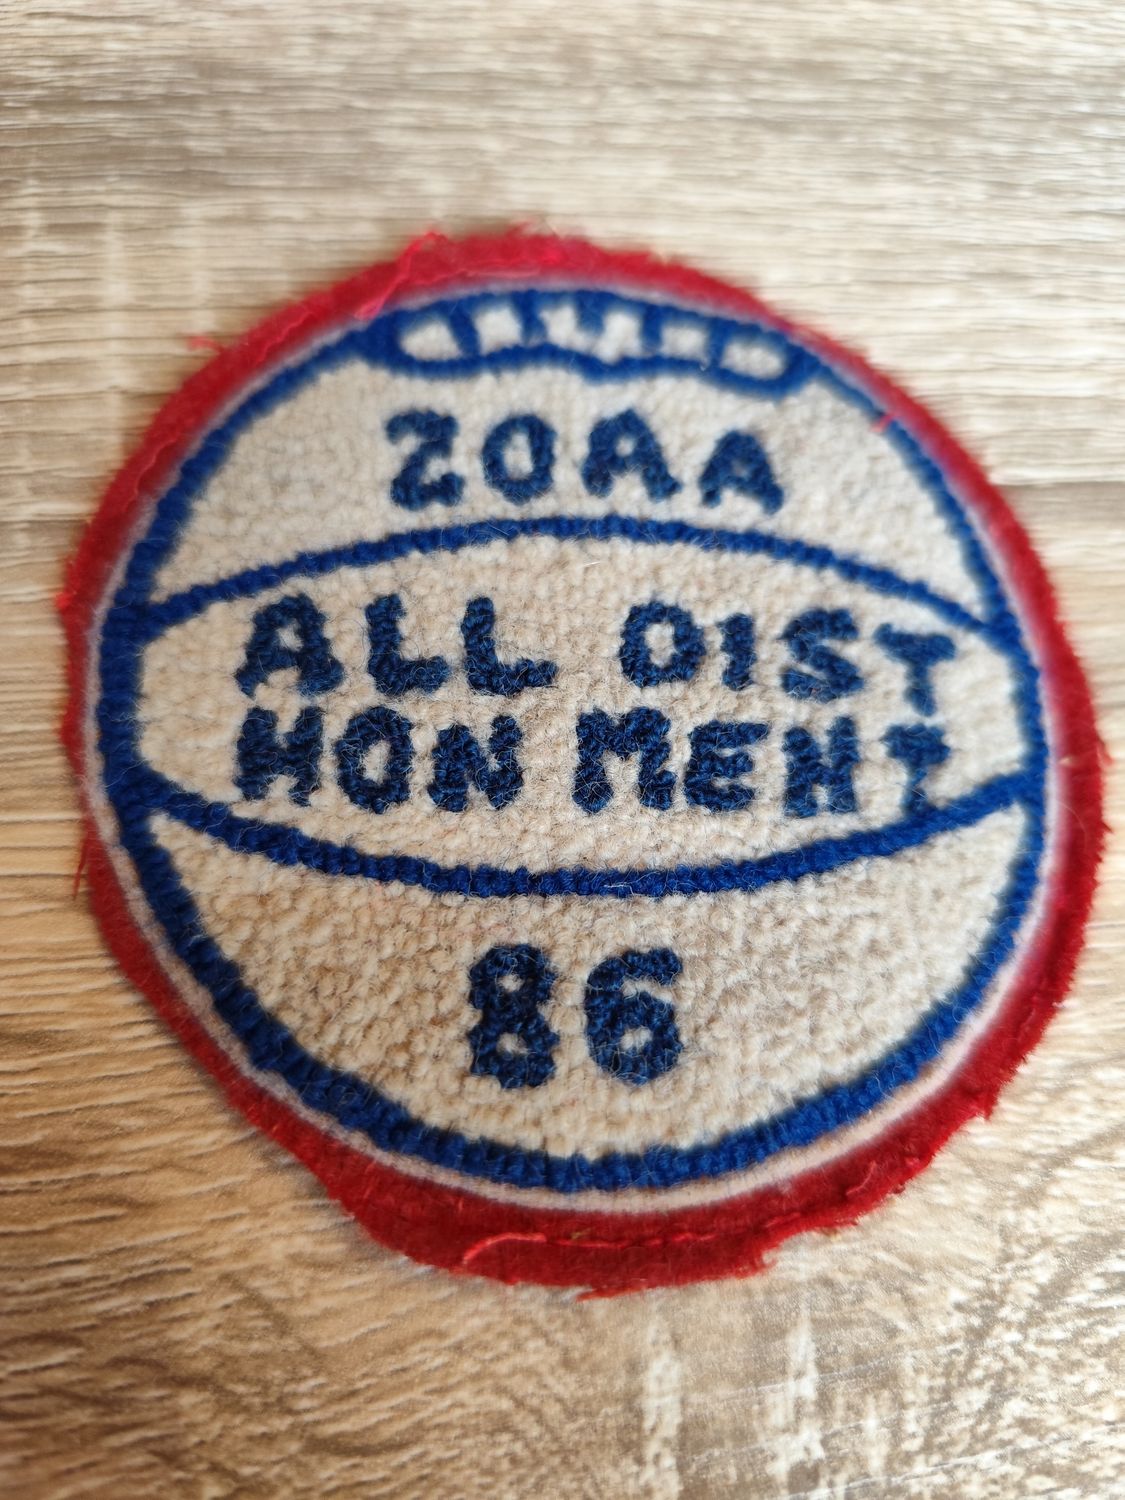 20AA
ALL DIST
HON MENT
86